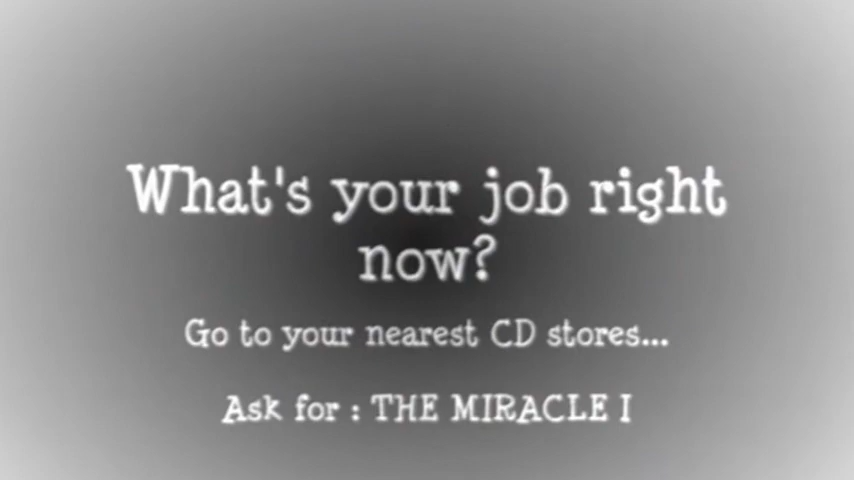 What's your job right
now?
Go to your nearest CD stores...
Ask for : THE MIRACLE I